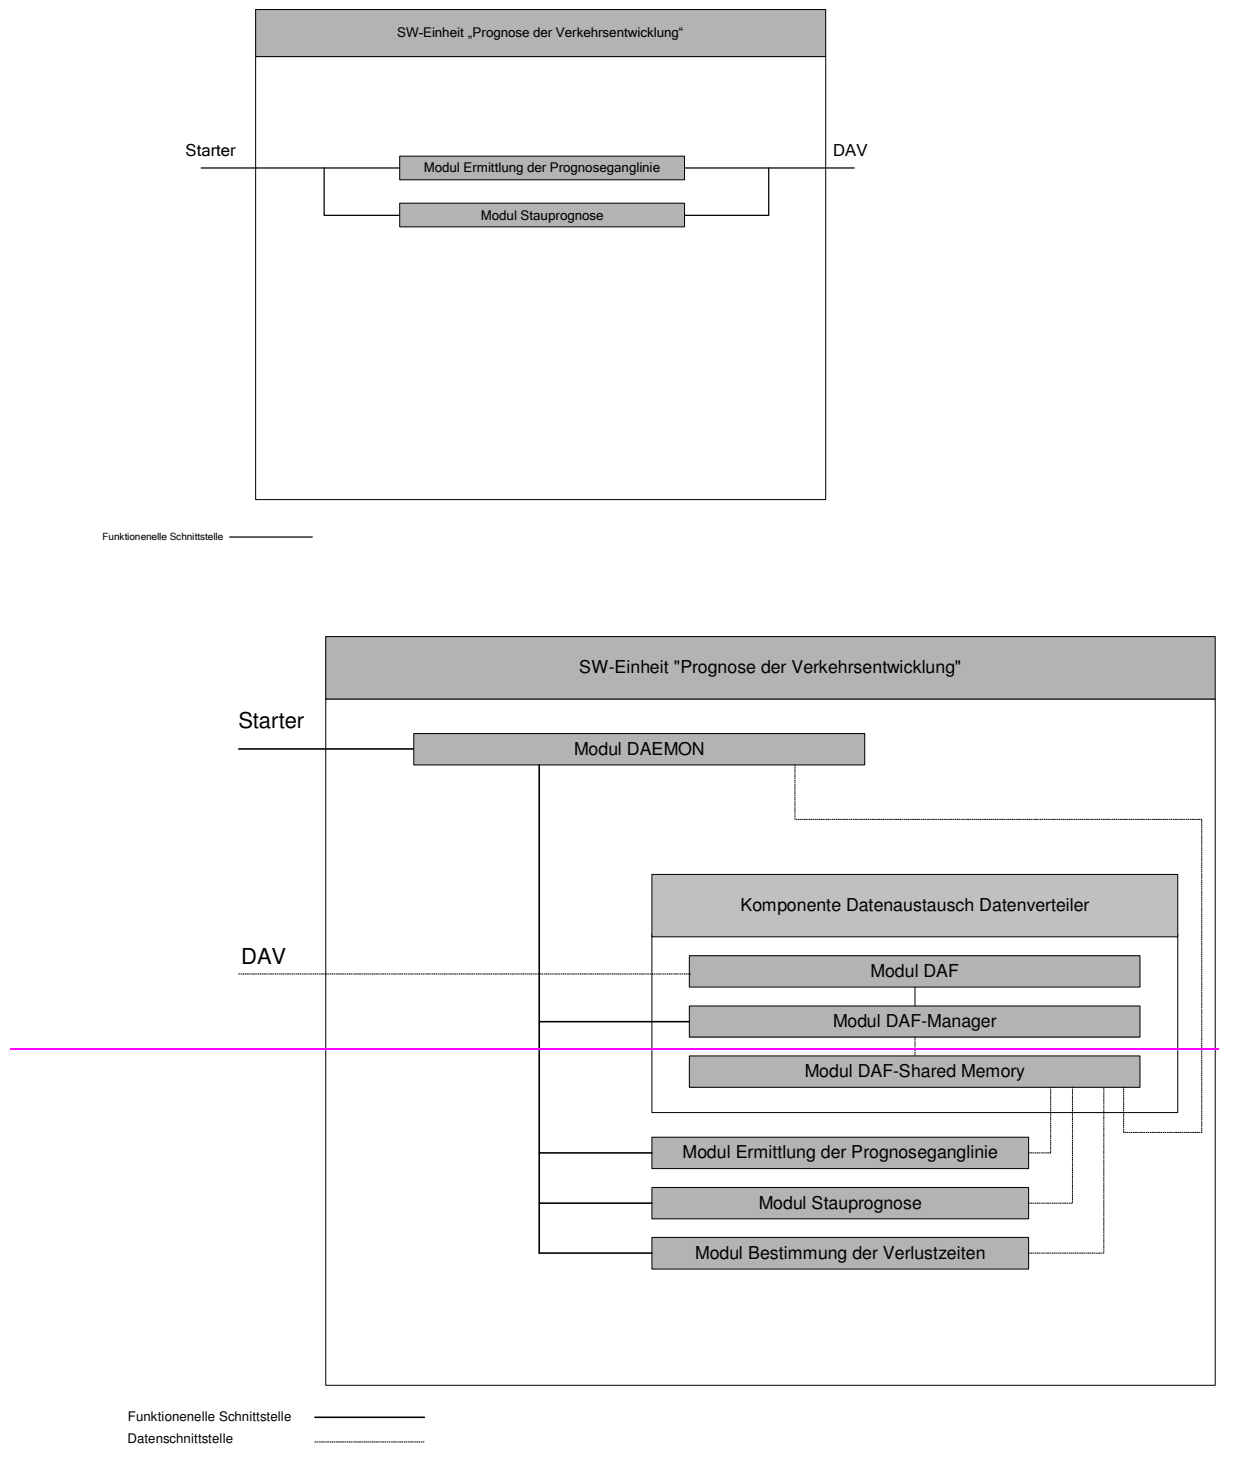 SW-Einheit „Prognose der Verkehrsentwicklung“
Starter
DAV
Modul Ermittlung der Prognoseganglinie
Modul Stauprognose
Funktionenelle Schnittstelle
SW-Einheit "Prognose der Verkehrsentwicklung"
Starter
Modul DAEMON
Komponente Datenaustausch Datenverteiler
DAV
Modul DAF
Modul DAF-Manager
Modul DAF-Shared Memory
Modul Ermittlung der Prognoseganglinie
Modul Stauprognose
Modul Bestimmung der Verlustzeiten
Funktionenelle Schnittstelle
Datenschnittstelle